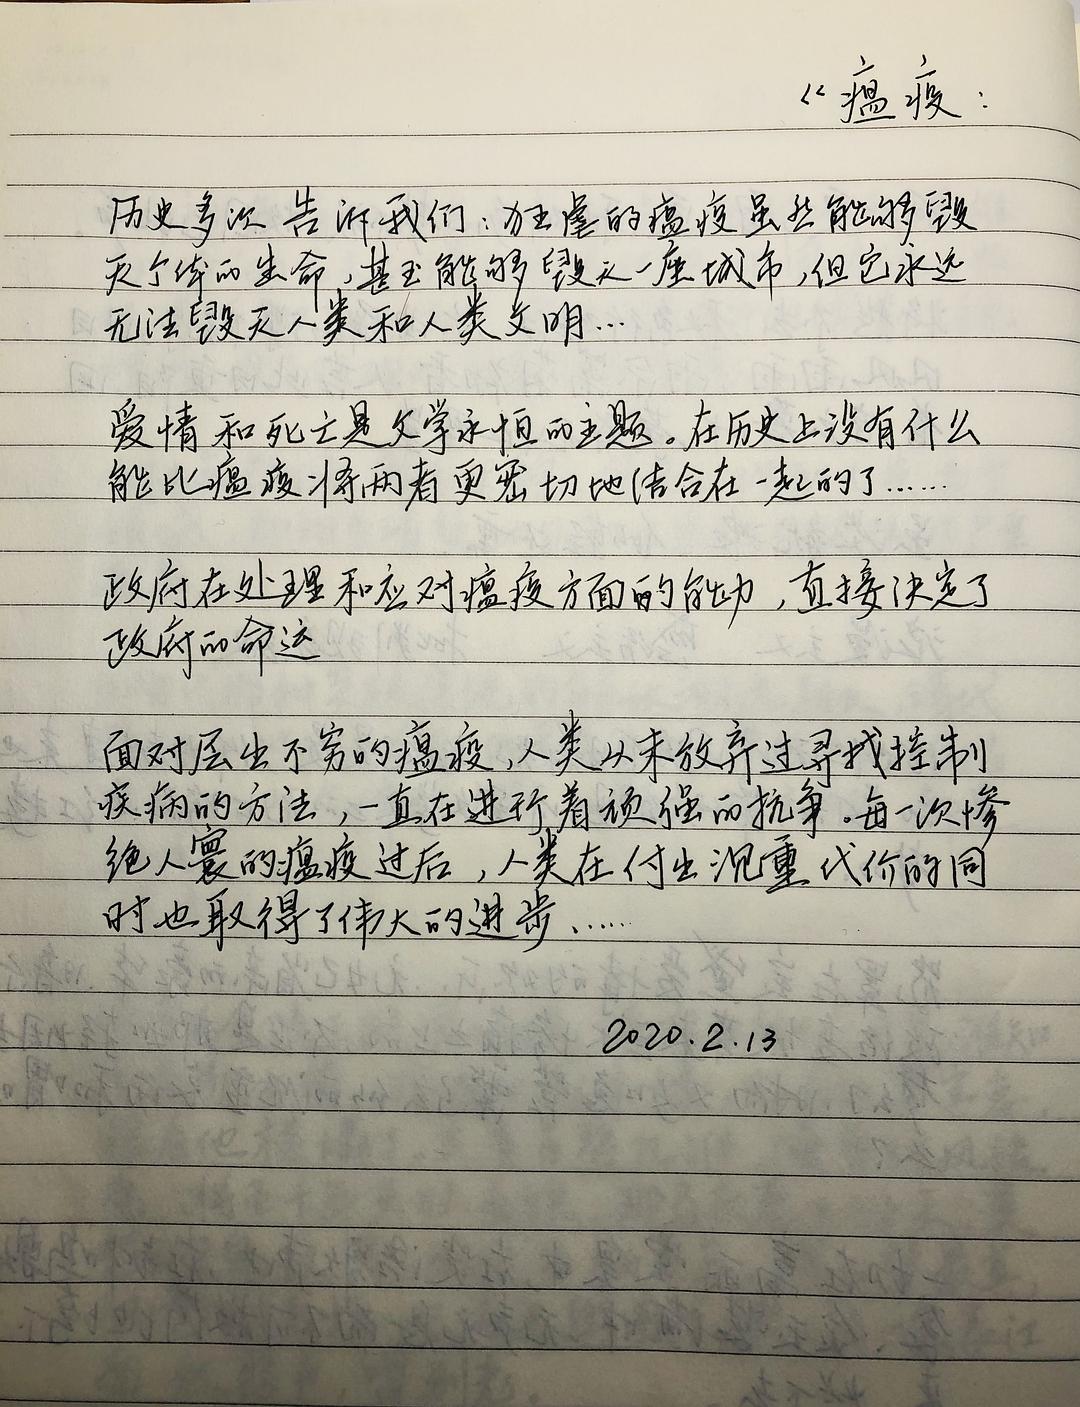 《瘟疫：
历史多次告诉我们：狂虐的瘟疫虽然能够毁
灭个体的生命，甚至能够毁灭一座城市，但它永远
无法毁灭人类和人类文明…
爱情和死亡是文学永恒的主题。在历史上没有什么
能比瘟疫将两者更密切地结合在一起的了……
政府在处理和应对瘟疫方面的能力，直接决定了
政府的命运
面对层出不穷的瘟疫，人类从未放弃过寻找控制
疾病的方法，一直在进行着顽强的抗争。每一次惨
绝人寰的瘟疫过后，人类在付出沉重代价的同
时也取得了伟大的进步……
2020.2.13